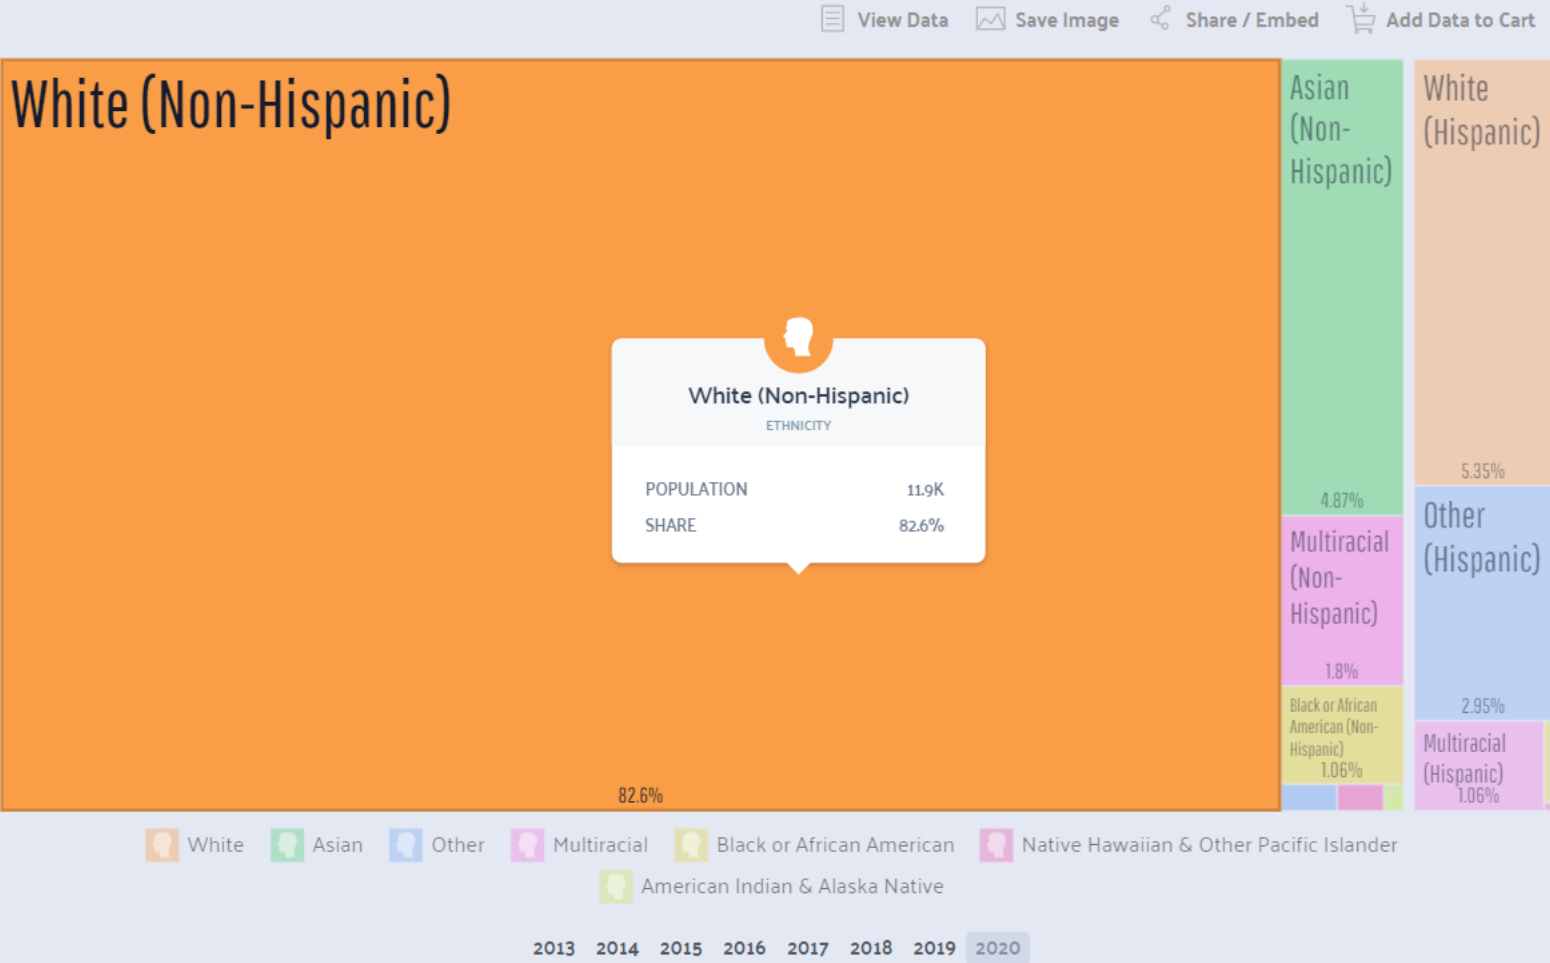 View Data
Save Image
Share / Embed
Add Data to Cart
White (Non-Hispanic)
82.6%
White (Non-Hispanic)
ETHNICITY
POPULATION 11.9K
SHARE 82.6%
Asian
(Non-
Hispanic)
4.87%
Multiracial
(Non-
Hispanic)
1.8%
Black or African
American (Non-
Hispanic)
1.06%
White
(Hispanic)
5.35%
Other
(Hispanic)
2.95%
Multiracial
(Hispanic)
1.06%
White
Asian
Other
Multiracial
Black or African American
Native Hawaiian & Other Pacific Islander
American Indian & Alaska Native
2013 2014 2015 2016 2017 2018 2019 2020